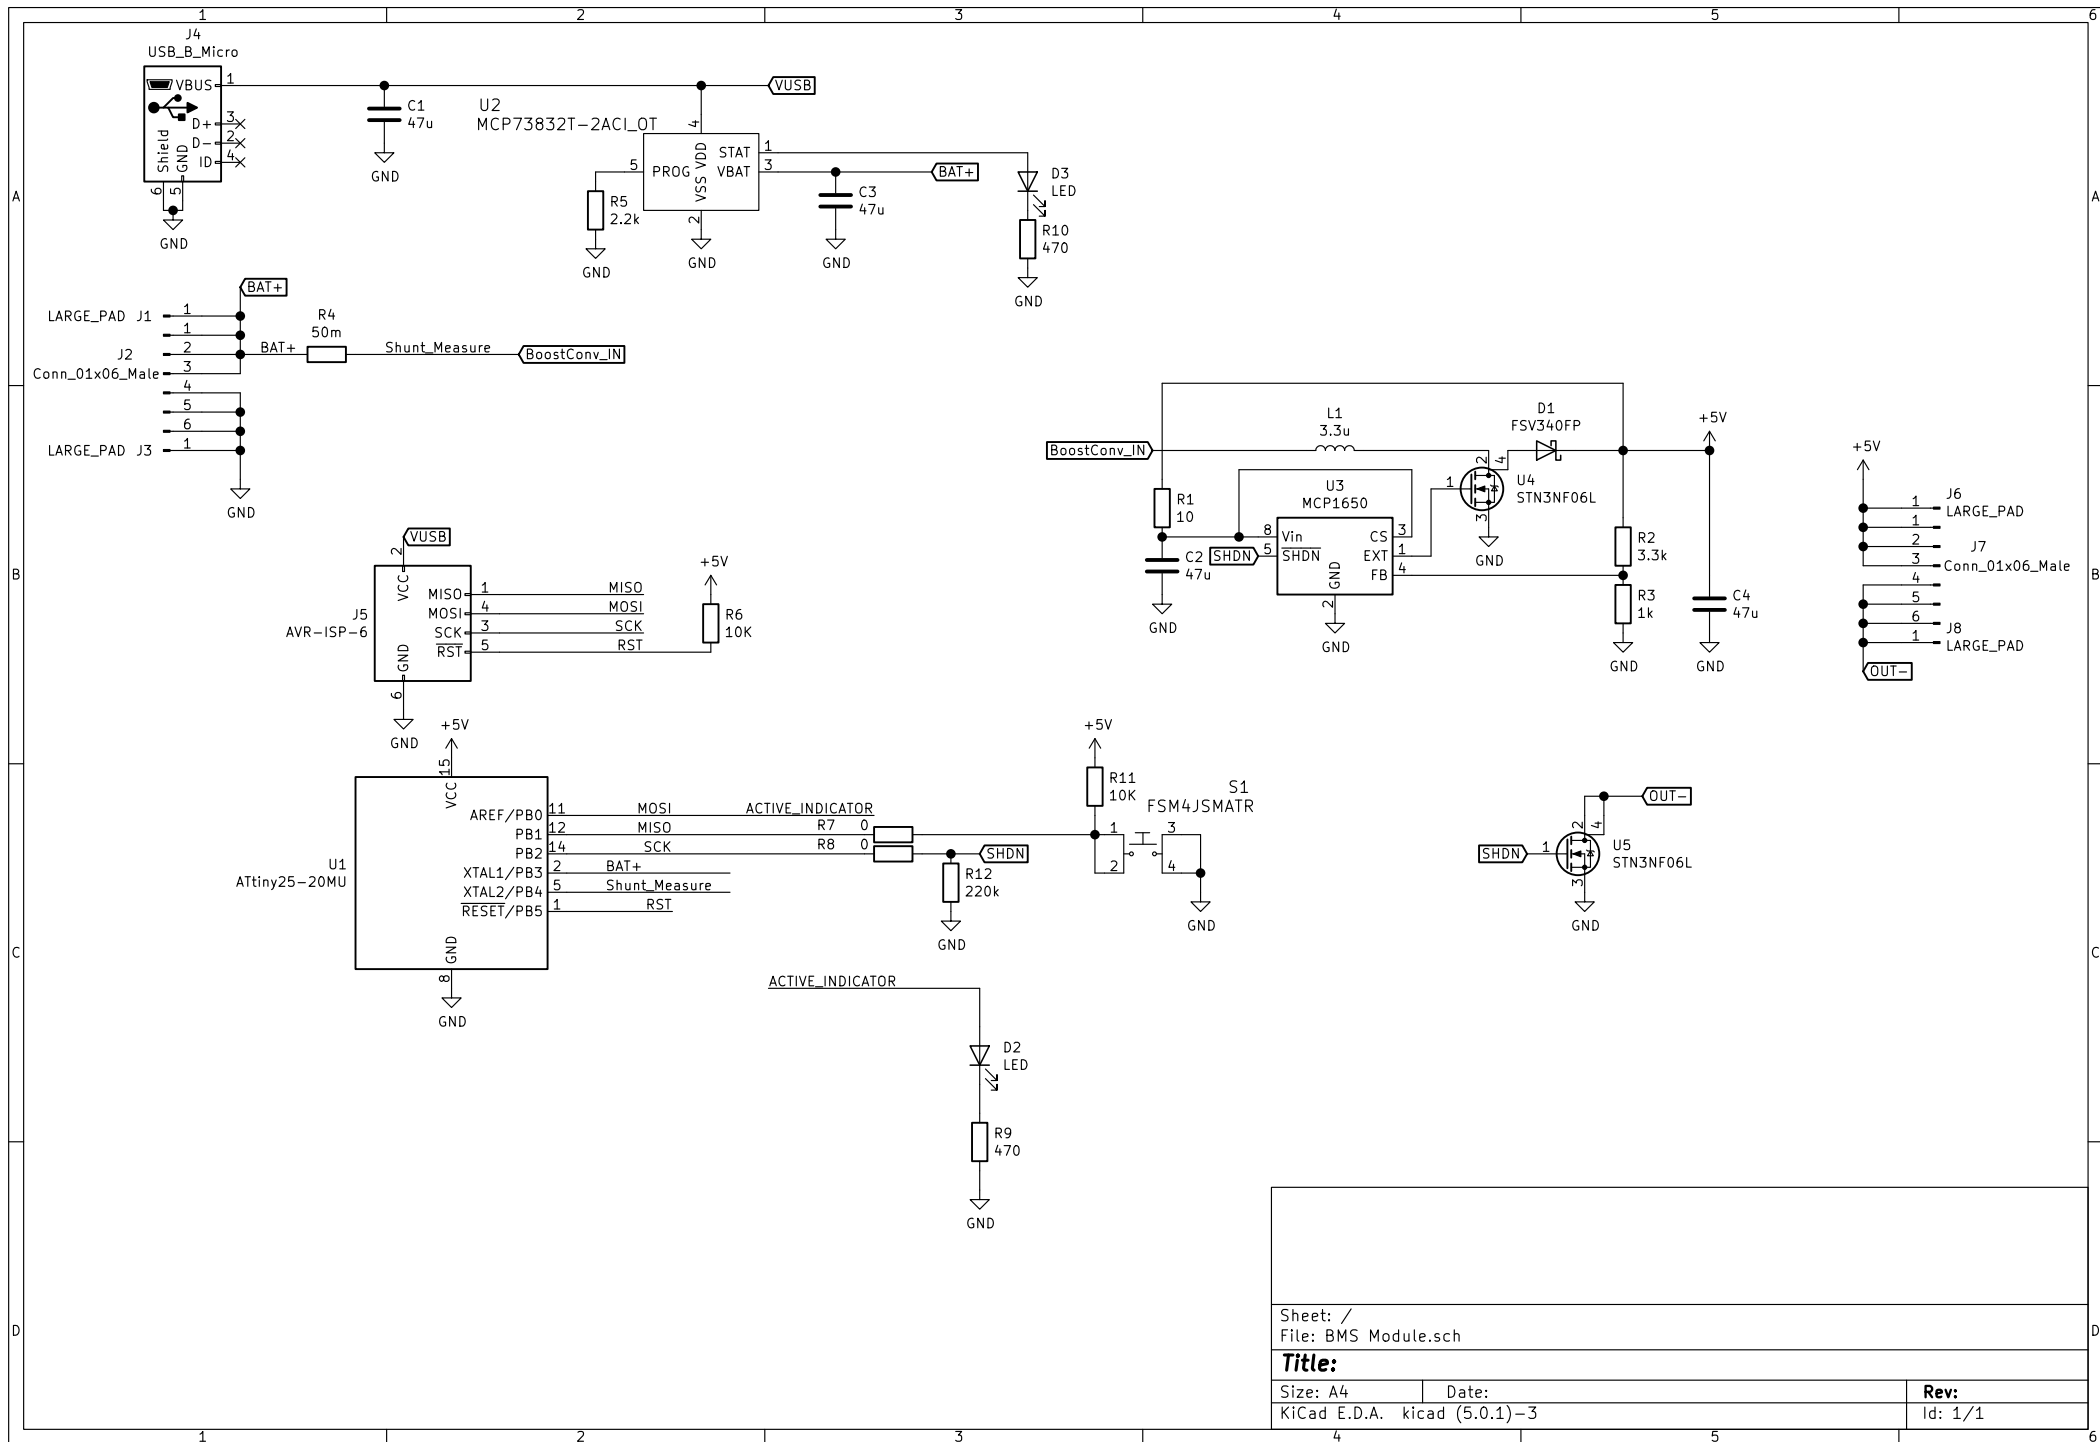 1 2 3 4 5 6
J4
USB_B_Micro
VBUS 1
D+ 3
D- 2
ID 4
Shield
GND
6 5
GND
C1
47u
GND
VUSB
U2
MCP73832T-2ACI_OT
4
VDD
STAT 1
5 PROG
VBAT 3
VSS
2
GND
R5
2.2k
GND
C3
47u
GND
BAT+
D3
LED
R10
470
GND
A
A
BAT+
LARGE_PAD J1 1
1
J2 2
Conn_01x06_Male 3
4
5
6
LARGE_PAD J3 1
GND
BAT+
R4
50m
Shunt_Measure
BoostConv_IN
VUSB
2
VCC
J5
AVR-ISP-6
MISO 1 MISO
MOSI 4 MOSI
SCK 3 SCK
RST 5 RST
GND
6
GND
+5V
R6
10K
BoostConv_IN
L1
3.3u
D1
FSV340FP
+5V
2
4
1
U4
STN3NF06L
3
GND
R1
10
U3
MCP1650
8 Vin
SHDN 5 SHDN
CS 3
EXT 1
FB 4
GND
2
GND
C2
47u
GND
R2
3.3k
R3
1k
GND
C4
47u
GND
+5V
1 J6
LARGE_PAD
1
2 J7
3 Conn_01x06_Male
4
5
6
J8
1 LARGE_PAD
OUT-
B
B
+5V
15
VCC
U1
ATtiny25-20MU
AREF/PB0 11 MOSI ACTIVE_INDICATOR
PB1 12 MISO R7 0
PB2 14 SCK R8 0
XTAL1/PB3 2 BAT+
XTAL2/PB4 5 Shunt_Measure
RESET/PB5 1 RST
GND
8
GND
SHDN
R12
220k
GND
+5V
R11
10K
S1
FSM4JSMATR
1 3
2 4
GND
OUT-
2
4
SHDN 1
U5
STN3NF06L
3
GND
C
C
ACTIVE_INDICATOR
D2
LED
R9
470
GND
D
D
Sheet: /
File: BMS Module.sch
Title:
Size: A4 Date: Rev:
KiCad E.D.A. kicad (5.0.1)-3 Id: 1/1
1 2 3 4 5 6